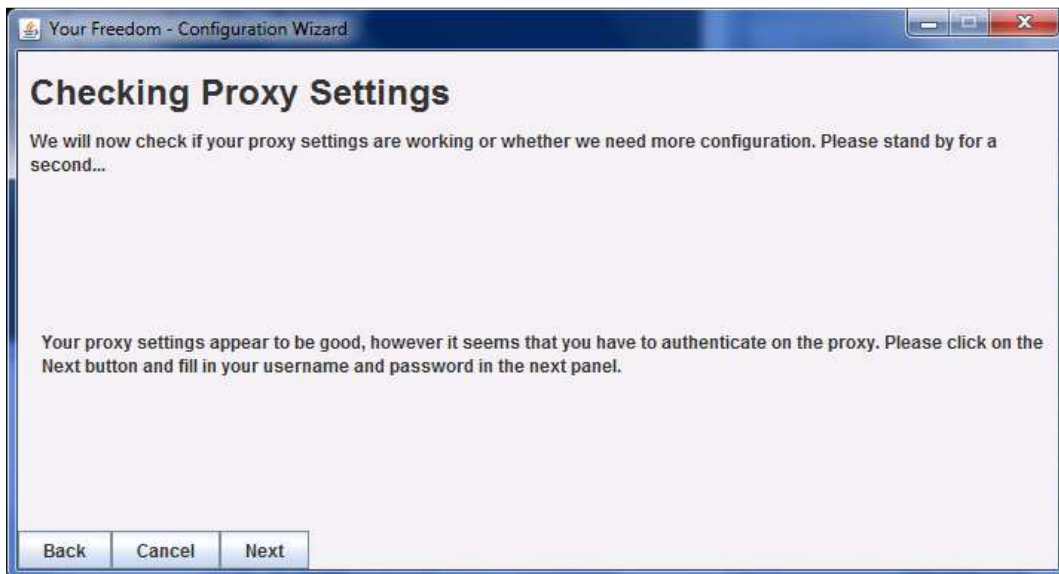 Your Freedom - Configuration Wizard
Checking Proxy Settings
We will now check if your proxy settings are working or whether we need more configuration. Please stand by for a
second...
Your proxy settings appear to be good, however it seems that you have to authenticate on the proxy. Please click on the
Next button and fill in your username and password in the next panel.
Back Cancel Next